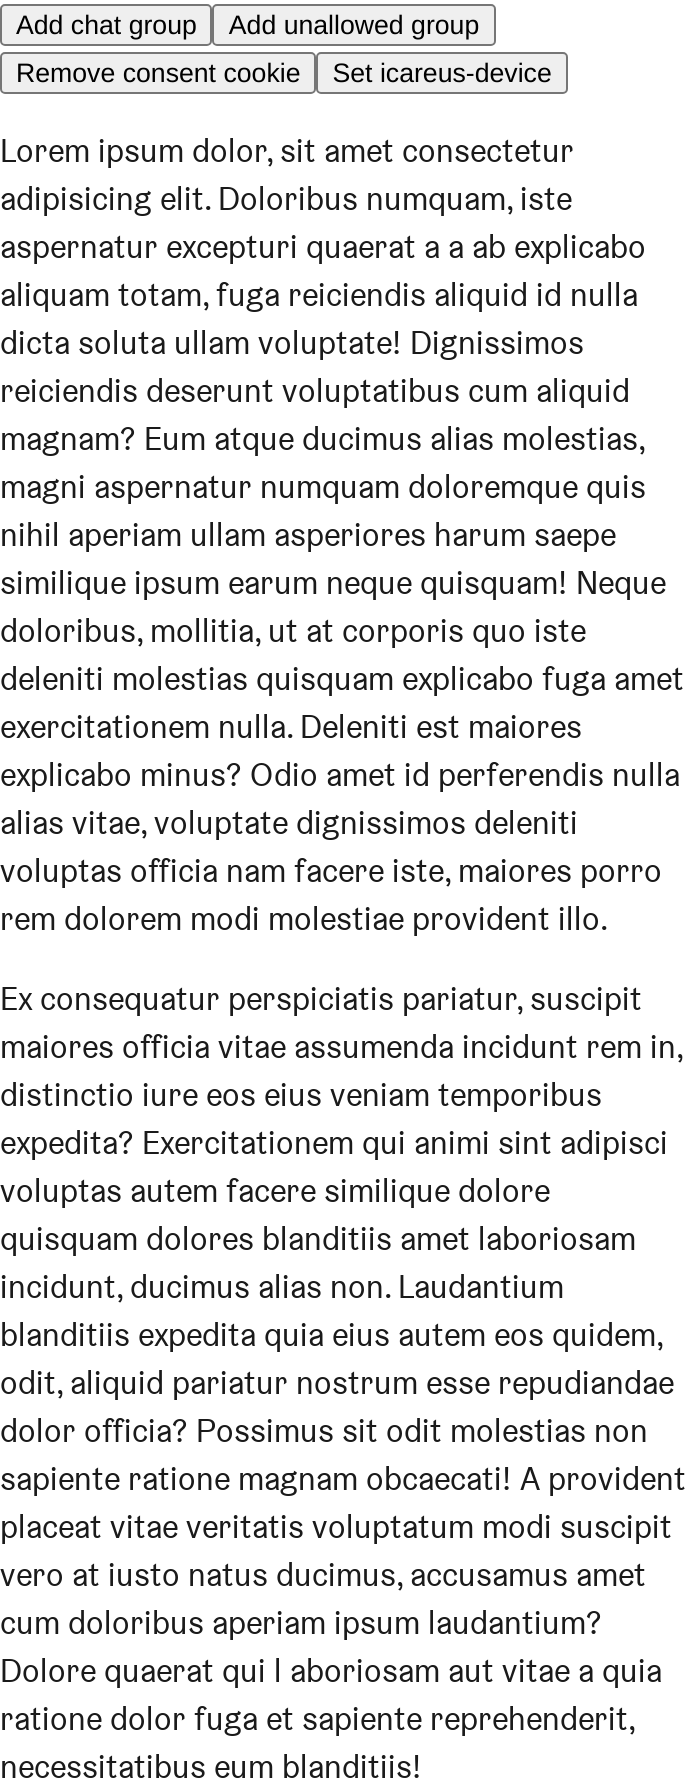 Add chat group Add unallowed group
Remove consent cookie Set icareus-device
Lorem ipsum dolor, sit amet consectetur
adipisicing elit. Doloribus numquam, iste
aspernatur excepturi quaerat a a ab explicabo
aliquam totam, fuga reiciendis aliquid id nulla
dicta soluta ullam voluptate! Dignissimos
reiciendis deserunt voluptatibus cum aliquid
magnam? Eum atque ducimus alias molestias,
magni aspernatur numquam doloremque quis
nihil aperiam ullam asperiores harum saepe
similique ipsum earum neque quisquam! Neque
doloribus, mollitia, ut at corporis quo iste
deleniti molestias quisquam explicabo fuga amet
exercitationem nulla. Deleniti est maiores
explicabo minus? Odio amet id perferendis nulla
alias vitae, voluptate dignissimos deleniti
voluptas officia nam facere iste, maiores porro
rem dolorem modi molestiae provident illo.
Ex consequatur perspiciatis pariatur, suscipit
maiores officia vitae assumenda incidunt rem in,
distinctio iure eos eius veniam temporibus
expedita? Exercitationem qui animi sint adipisci
voluptas autem facere similique dolore
quisquam dolores blanditiis amet laboriosam
incidunt, ducimus alias non. Laudantium
blanditiis expedita quia eius autem eos quidem,
odit, aliquid pariatur nostrum esse repudiandae
dolor officia? Possimus sit odit molestias non
sapiente ratione magnam obcaecati! A provident
placeat vitae veritatis voluptatum modi suscipit
vero at iusto natus ducimus, accusamus amet
cum doloribus aperiam ipsum laudantium?
Dolore quaerat qui l aboriosam aut vitae a quia
ratione dolor fuga et sapiente reprehenderit,
necessitatibus eum blanditiis!